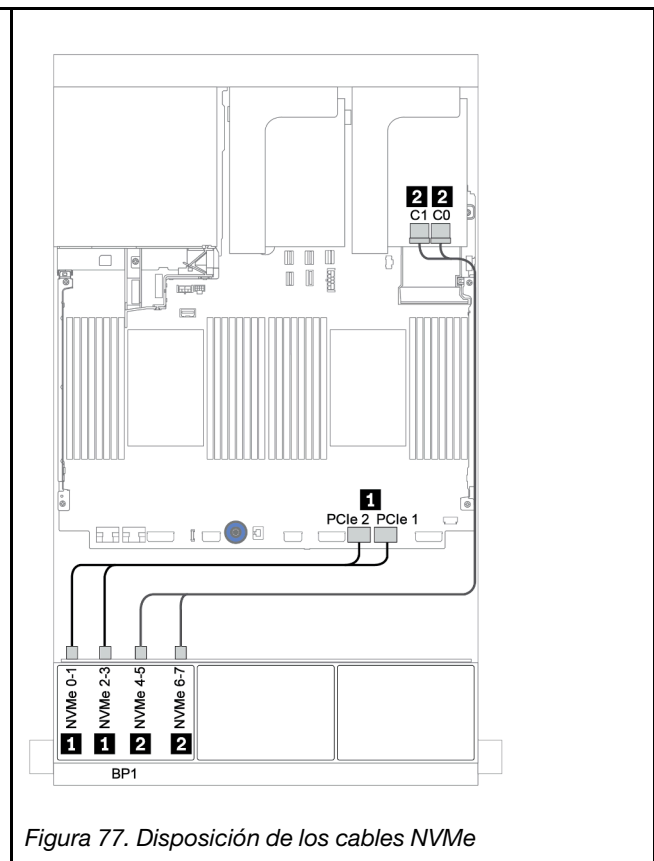 2 2
C1 C0
1
PCIe 2 PCIe 1
NVMe 0-1
NVMe 2-3
NVMe 4-5
NVMe 6-7
1 1 2 2
BP1
Figura 77. Disposición de los cables NVMe